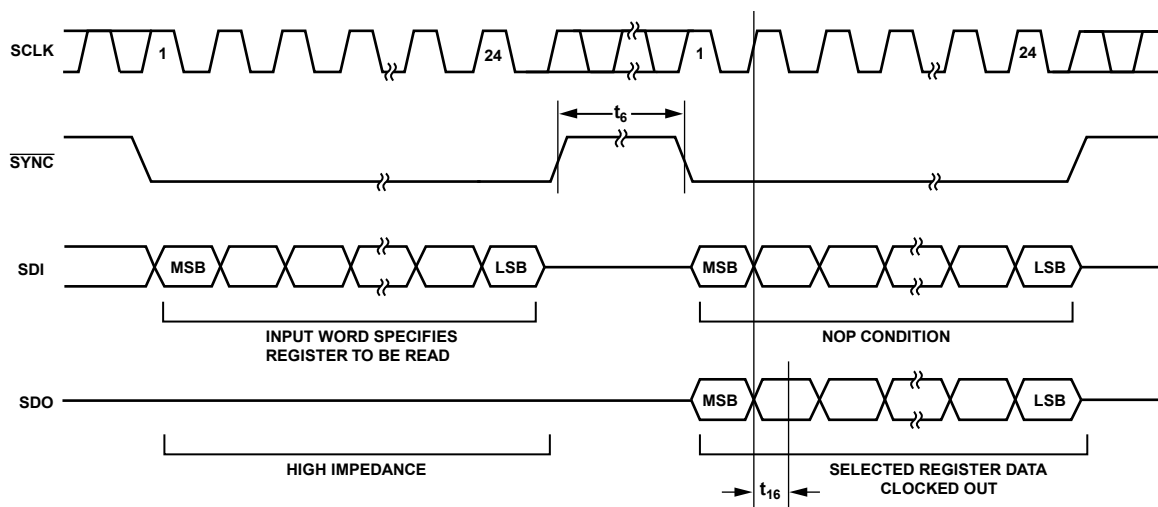 SCLK
1
24
1
24
t6
SYNC
SDI
MSB
LSB
MSB
LSB
INPUT WORD SPECIFIES
REGISTER TO BE READ
NOP CONDITION
SDO
MSB
LSB
HIGH IMPEDANCE
SELECTED REGISTER DATA
CLOCKED OUT
t16